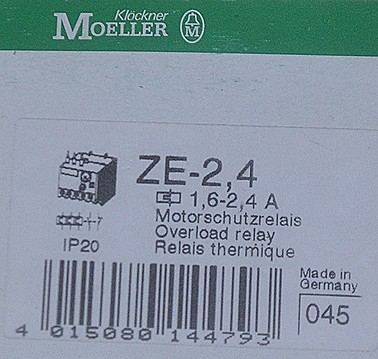 Klöckner
MOELLER
M
ZE-2,4
1,6-2,4 A
Motorschutzrelais
Overload relay
Relais thermique
IP20
Made in
Germany
045
4 015080 144793